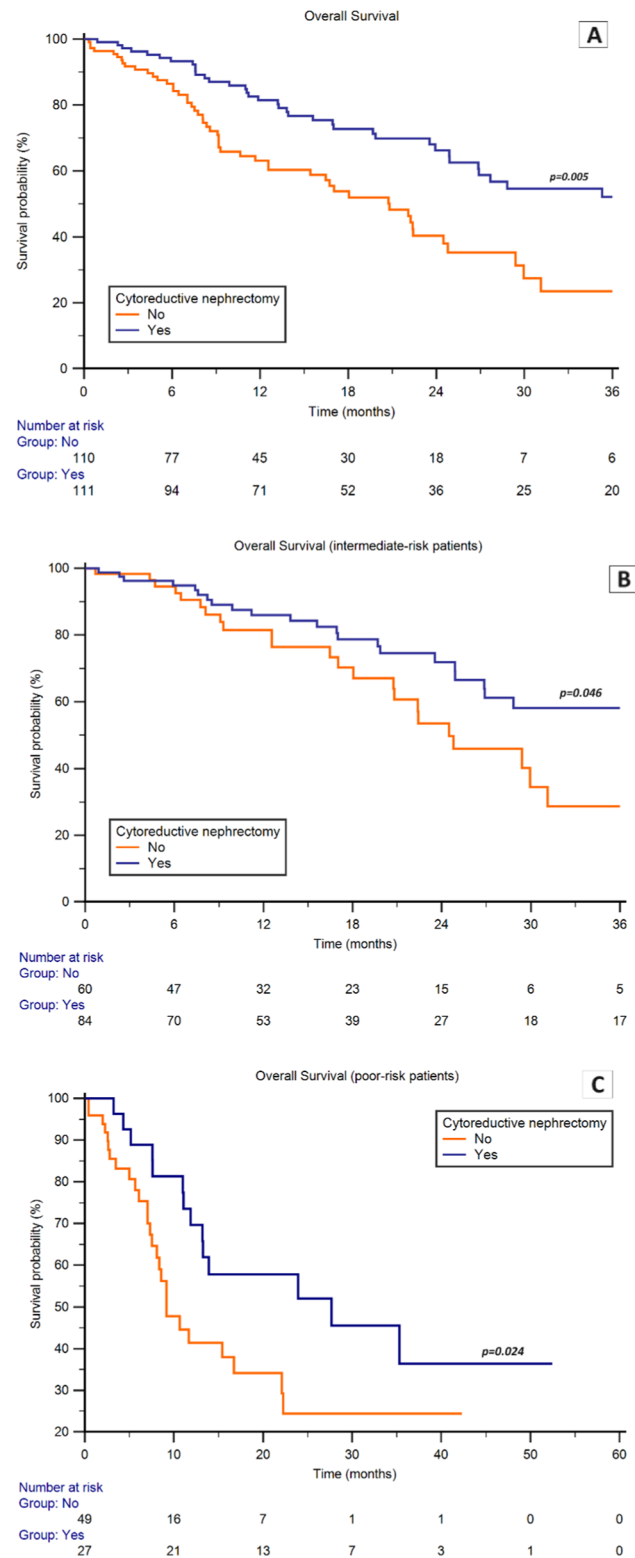 Overall Survival
A
100
80
60
40
20
0
Survival probability (%)
p=0.005
Cytoreductive nephrectomy
No
Yes
0 6 12 18 24 30 36
Time (months)
Number at risk
Group: No
110 77 45 30 18 7 6
Group: Yes
111 94 71 52 36 25 20
Overall Survival (intermediate-risk patients)
B
100
80
60
40
20
0
Survival probability (%)
p=0.046
Cytoreductive nephrectomy
No
Yes
0 6 12 18 24 30 36
Time (months)
Number at risk
Group: No
60 47 32 23 15 6 5
Group: Yes
84 70 53 39 27 18 17
Overall Survival (poor-risk patients)
C
100
90
80
70
60
50
40
30
20
Survival probability (%)
Cytoreductive nephrectomy
No
Yes
p=0.024
0 10 20 30 40 50 60
Time (months)
Number at risk
Group: No
49 16 7 1 1 0 0
Group: Yes
27 21 13 7 3 1 0